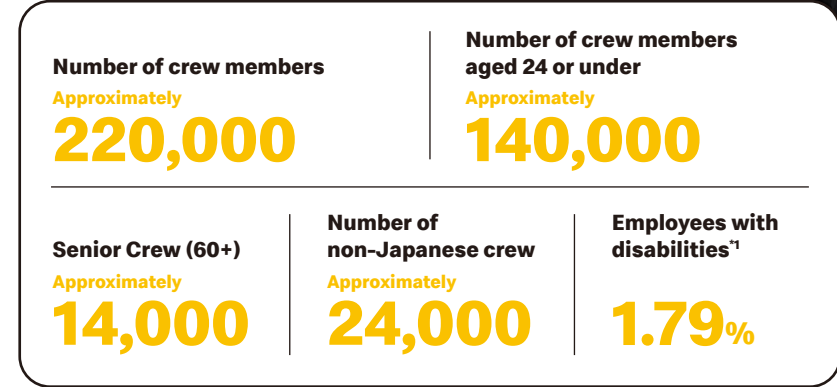 Number of crew members
Approximately
220,000
Number of crew members
aged 24 or under
Approximately
140,000
Senior Crew (60+)
Approximately
14,000
Number of
non-Japanese crew
Approximately
24,000
Employees with
disabilities*1
1.79%